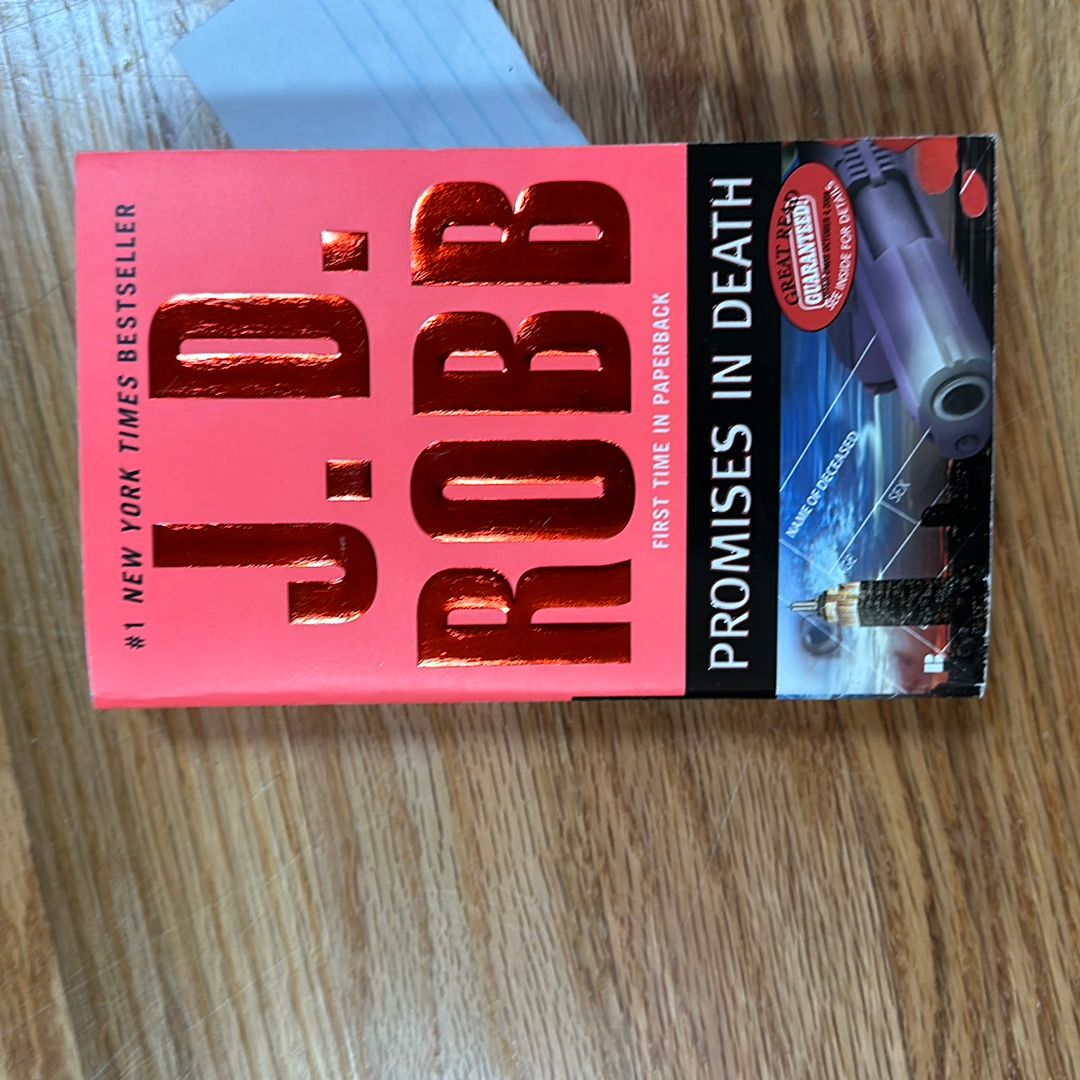 #1 NEW YORK TIMES BESTSELLER
J. D.
ROBB
FIRST TIME IN PAPERBACK
PROMISES IN DEATH
GREAT READ
GUARANTEED!
SEE INSIDE FOR DETAILS
NAME OF DECEASED
SEX
B